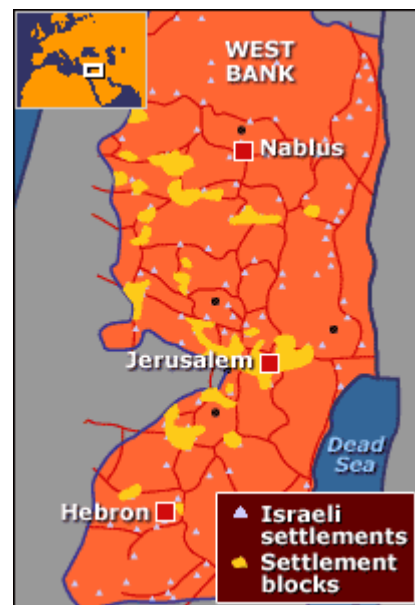 WEST
BANK
Nablus
Jerusalem
Dead
Sea
Hebron
Israeli
settlements
Settlement
blocks